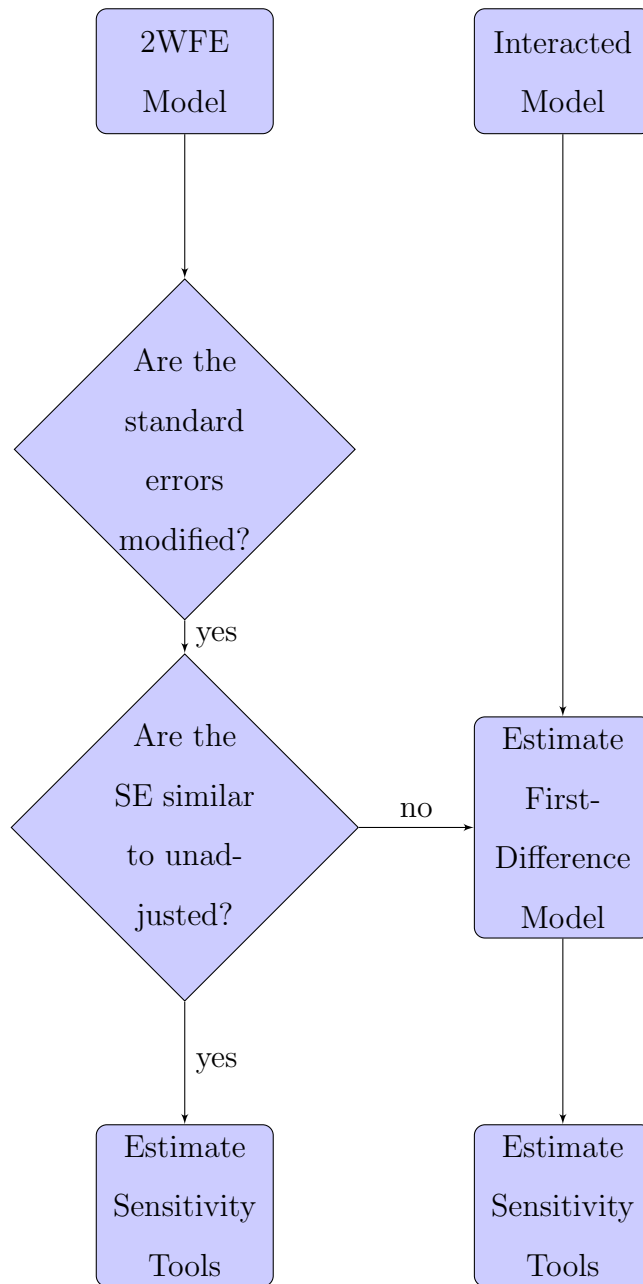 2WFE
Model
Interacted
Model
Are the
standard
errors
modified?
yes
Are the
SE similar
to unad-
justed?
no
Estimate
First-
Difference
Model
yes
Estimate
Sensitivity
Tools
Estimate
Sensitivity
Tools